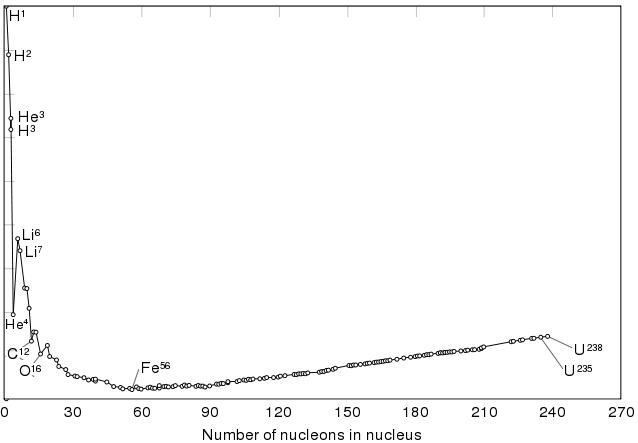 H¹
H²
He³
H³
Li⁶
Li⁷
He⁴
C¹²
O¹⁶
Fe⁵⁶
U²³⁸
U²³⁵
0 30 60 90 120 150 180 210 240 270
Number of nucleons in nucleus